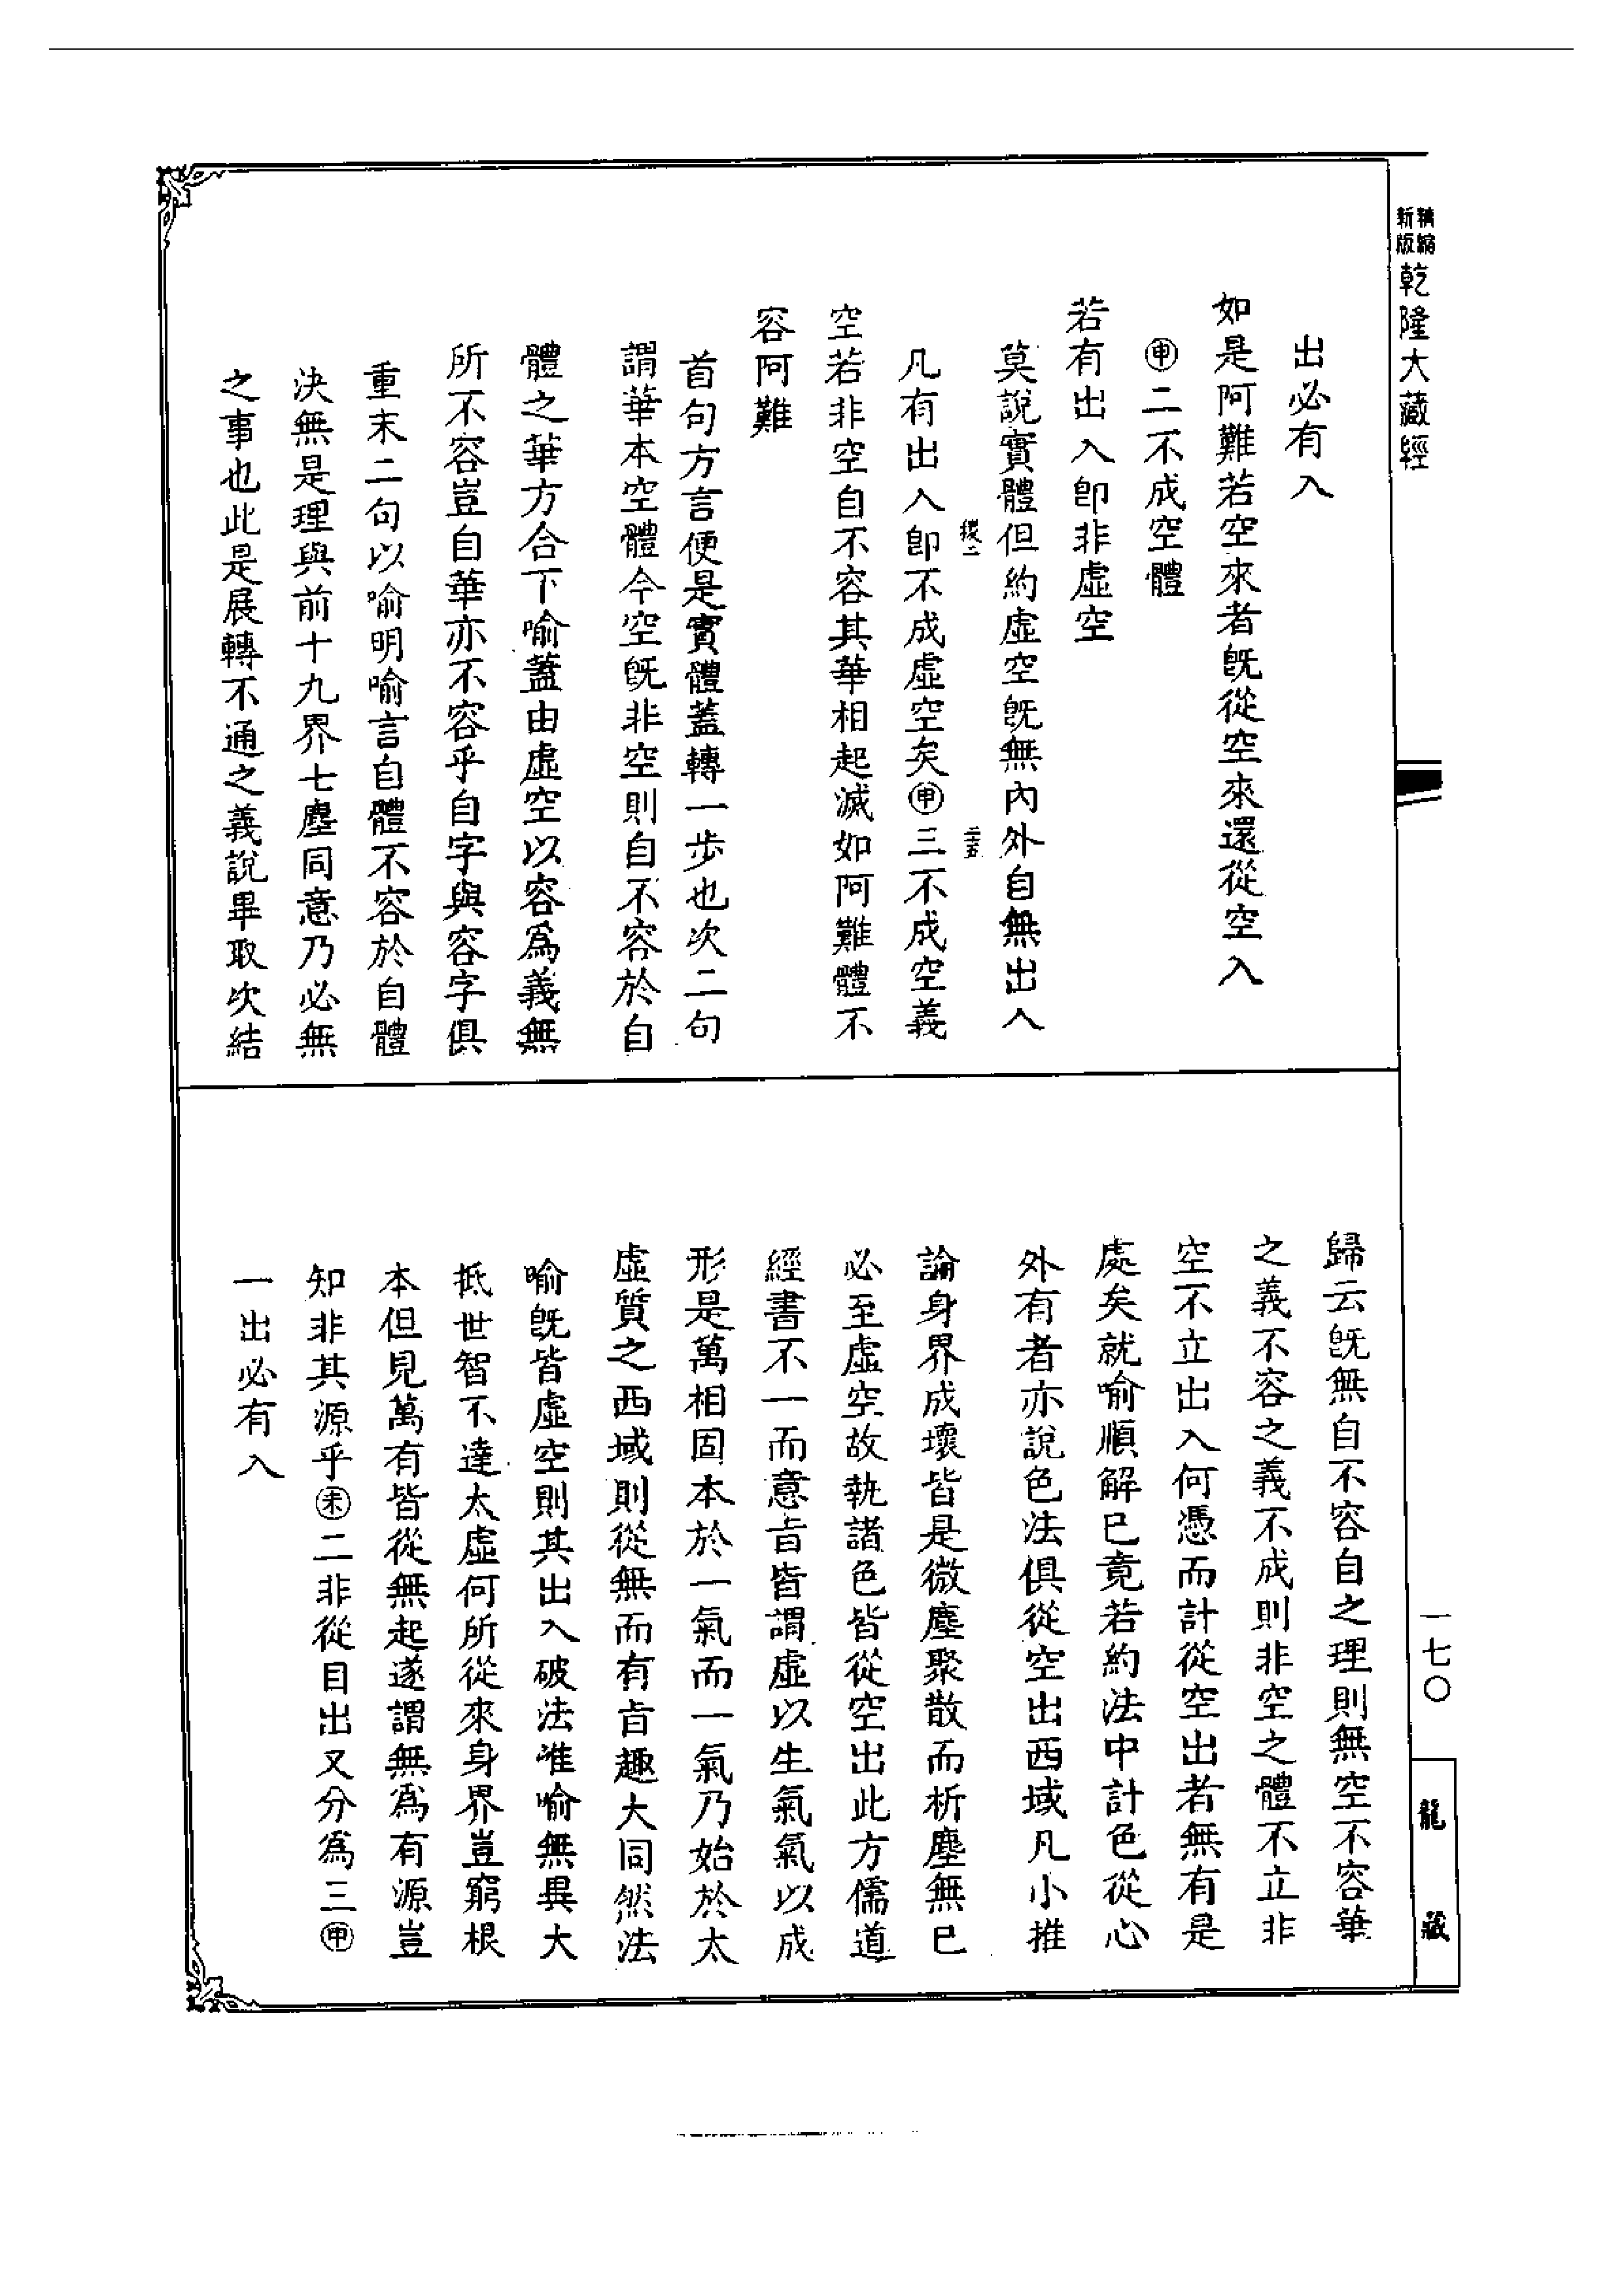 精縮新版乾隆大藏經
出必有入
如是阿難若空來者旣從空來還從空入
㊥二不成空體
若有出入卽非虛空
莫說實體但約虛空旣無內外自無出入
凡有出入卽不成虛空矣㊥三不成空義
空若非空自不容其華相起滅如阿難體不
容阿難
首句方言便是實體蓋轉一步也次二句
謂華本空體今空旣非空則自不容於自
體之華方合下喻蓋由虛空以容爲義無
所不容豈自華亦不容乎自字與容字俱
重末二句以喻明喻言自體不容於自體
決無是理與前十九界七塵同意乃必無
之事也此是展轉不通之義說畢取次結
歸云旣無自不容自之理則無空不容華
之義不容之義不成則非空之體不立非
空不立出入何憑而計從空出者無有是
處矣就喻順解已竟若約法中計色從心
外有者亦說色法俱從空出西域凡小推
論身界成壞皆是微塵聚散而析塵無已
必至虛空故執諸色皆從空出此方儒道
經書不一而意旨皆謂虛以生氣氣以成
形是萬相固本於一氣而一氣乃始於太
虛質之西域則從無而有旨趣大同然法
喻旣皆虛空則其出入破法准喻無異大
抵世智不達太虛何所從來身界豈窮根
本但見萬有皆從無起遂謂無爲有源豈
知非其源乎㊍二非從目出又分爲三㊥
一出必有入
一七〇
龍藏